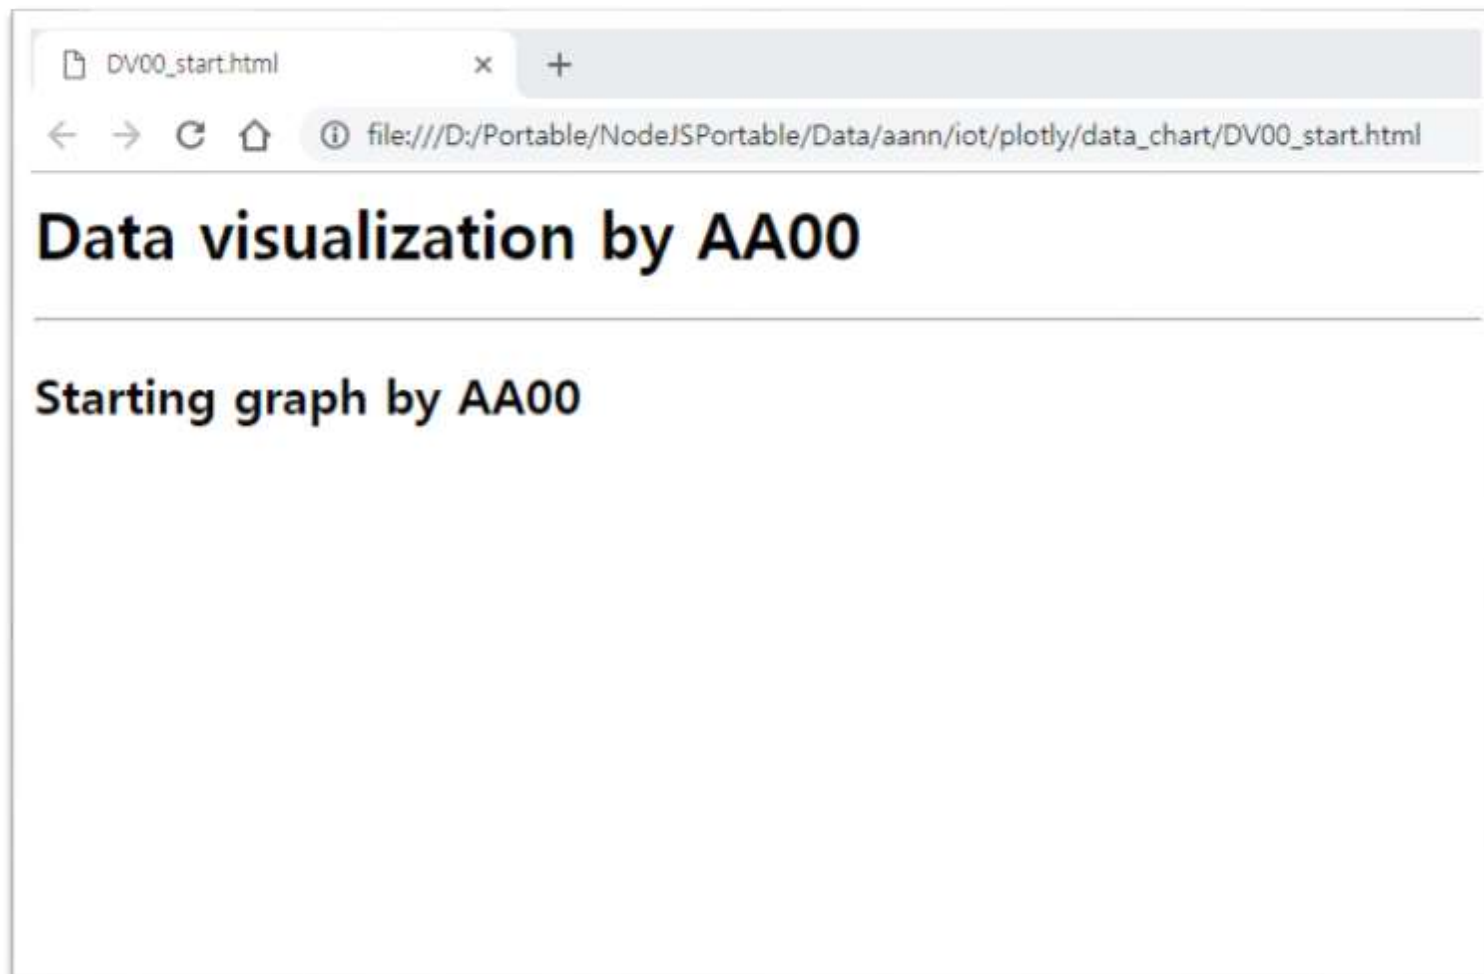 DV00_start.html
file:///D:/Portable/NodeJSPortable/Data/aann/iot/plotly/data_chart/DV00_start.html
Data visualization by AA00
Starting graph by AA00